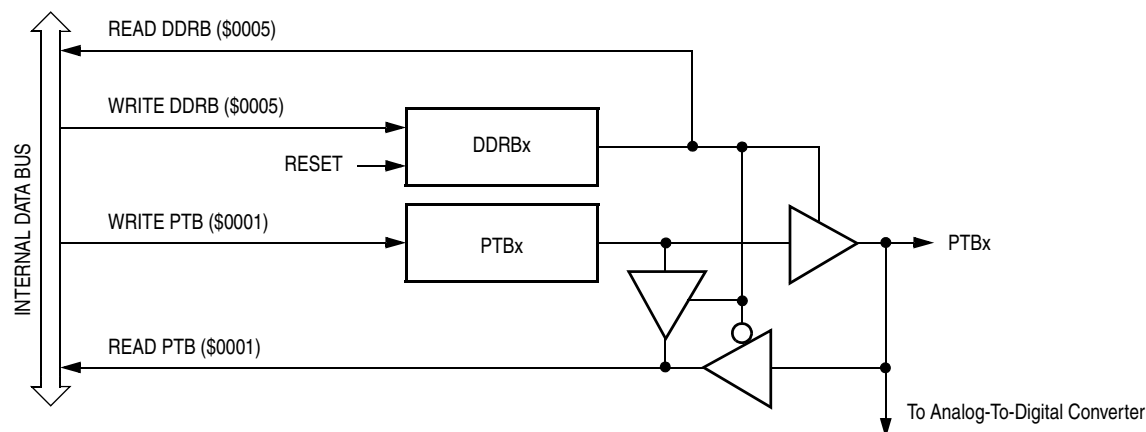 READ DDRB ($0005)
WRITE DDRB ($0005)
DDRBx
RESET
INTERNAL DATA BUS
WRITE PTB ($0001)
PTBx
PTBx
READ PTB ($0001)
To Analog-To-Digital Converter